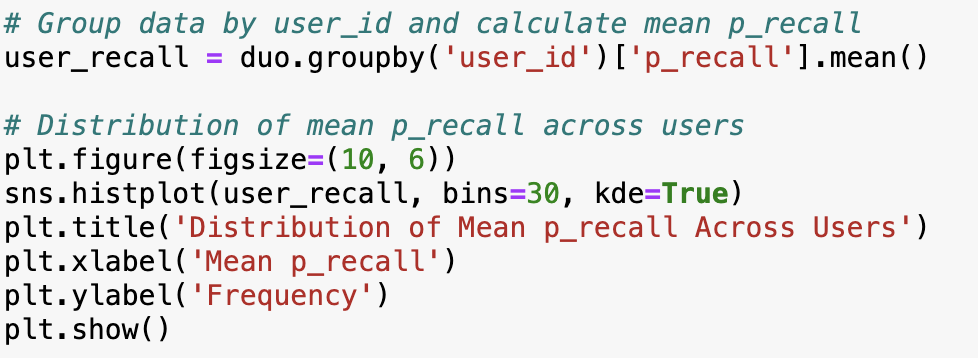 # Group data by user_id and calculate mean p_recall
user_recall = duo.groupby('user_id')['p_recall'].mean()
# Distribution of mean p_recall across users
plt.figure(figsize=(10, 6))
sns.histplot(user_recall, bins=30, kde=True)
plt.title('Distribution of Mean p_recall Across Users')
plt.xlabel('Mean p_recall')
plt.ylabel('Frequency')
plt.show()